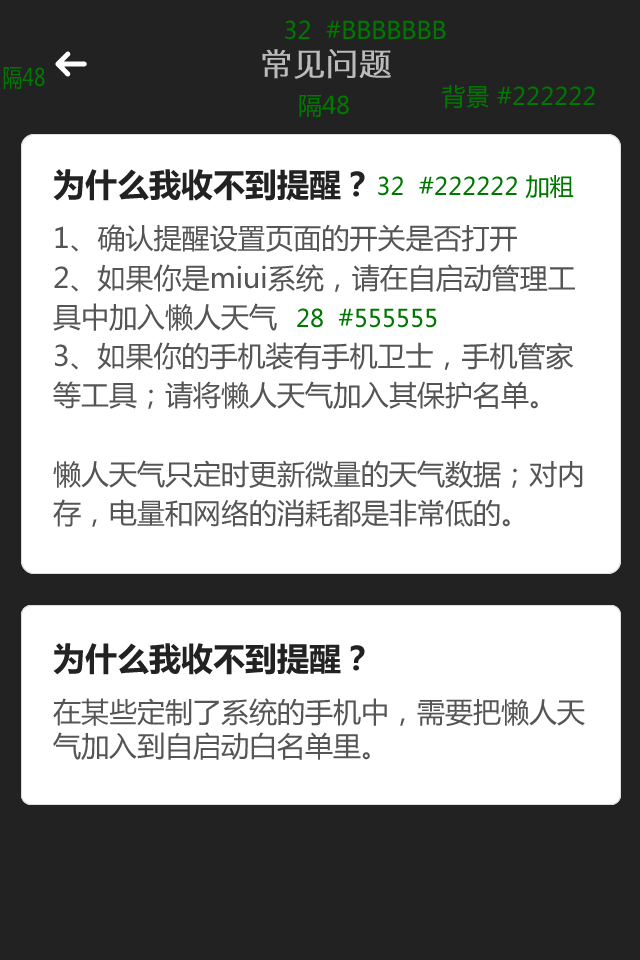 32 #BBBBBBB
常见问题
隔48
隔48
背景 #222222
为什么我收不到提醒？ 32 #222222 加粗
1、确认提醒设置页面的开关是否打开
2、如果你是miui系统，请在自启动管理工
具中加入懒人天气 28 #555555
3、如果你的手机装有手机卫士，手机管家
等工具；请将懒人天气加入其保护名单。
懒人天气只定时更新微量的天气数据；对内
存，电量和网络的消耗都是非常低的。
为什么我收不到提醒？
在某些定制了系统的手机中，需要把懒人天
气加入到自启动白名单里。